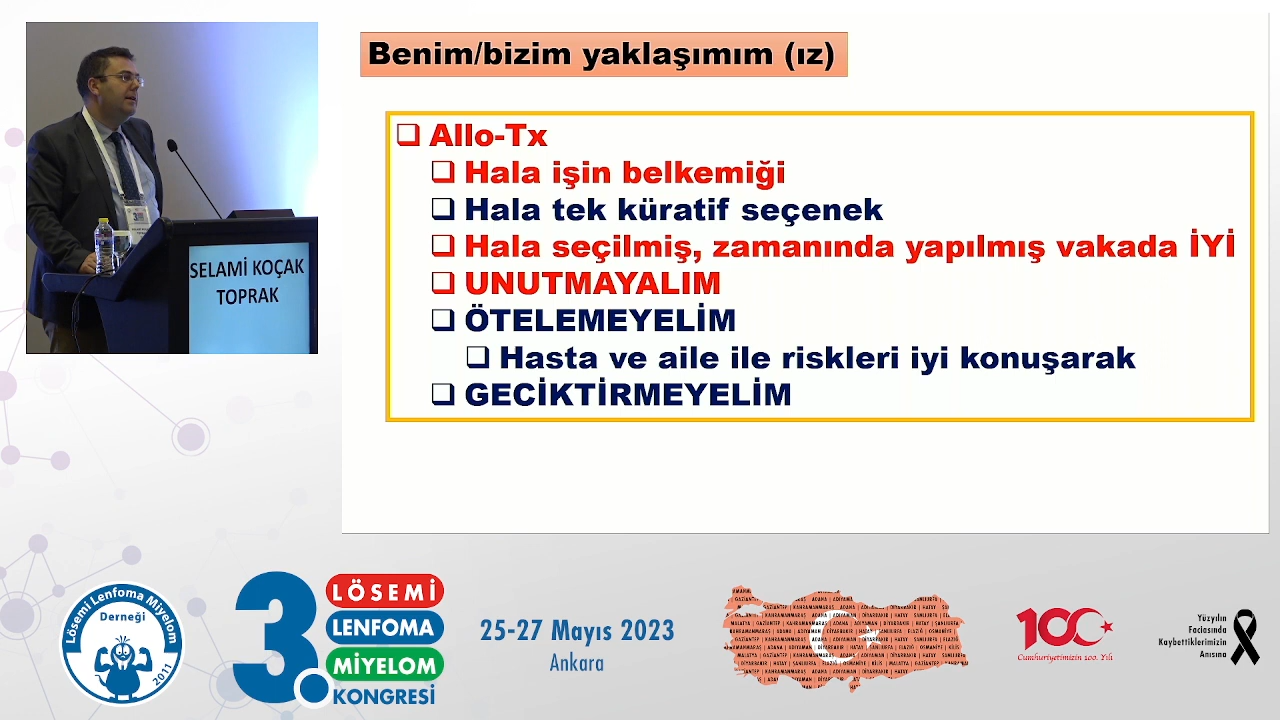 Benim/bizim yaklaşımım (ız)
Allo-Tx
Hala işin belkemiği
Hala tek küratif seçenek
Hala seçilmiş, zamanında yapılmış vakada İYİ
UNUTMAYALIM
ÖTELEMEYELİM
Hasta ve aile ile riskleri iyi konuşarak
GECİKTİRMEYELİM
SELAMİ KOÇAK
TOPRAK
Lösemi Lenfoma Miyelom
Derneği
2021
3.
LÖSEMİ
LENFOMA
MİYELOM
KONGRESİ
25-27 Mayıs 2023
Ankara
100
Cumhuriyetimizin 100. Yılı
Yüzyılın
Faciasında
Kaybettiklerimizin
Anısına